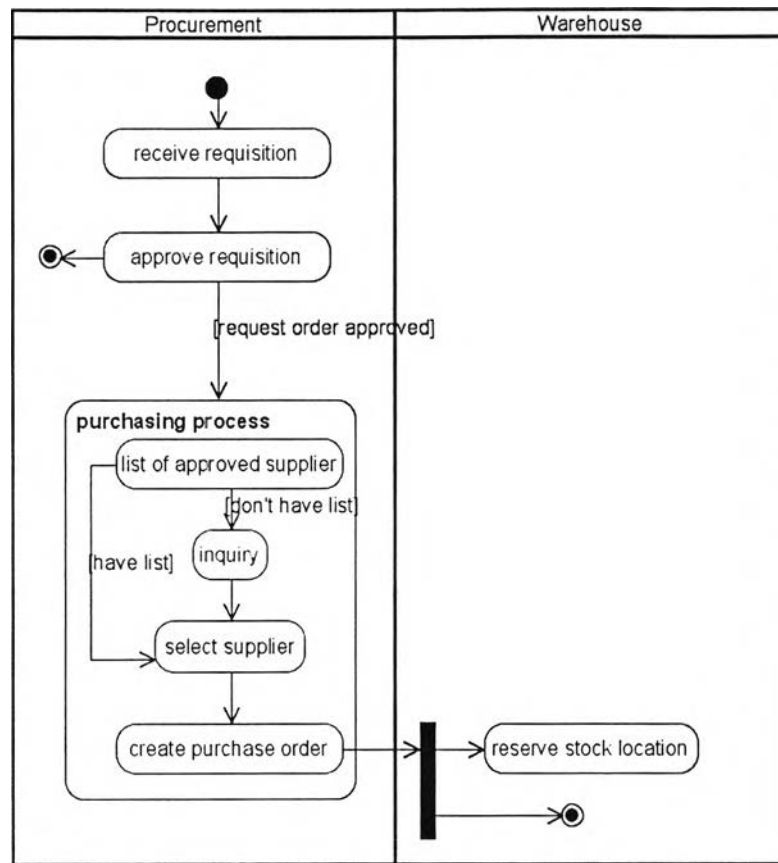 Procurement
Warehouse
receive requisition
approve requisition
[request order approved]
purchasing process
list of approved supplier
[don't have list]
inquiry
[have list]
select supplier
create purchase order
reserve stock location